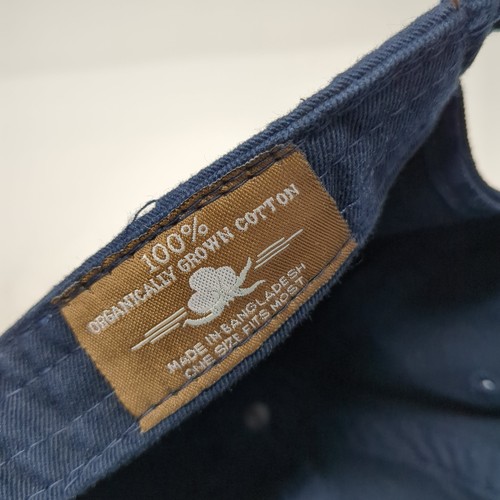 100%
ORGANICALLY GROWN COTTON
MADE IN BANGLADESH
ONE SIZE FITS MOST